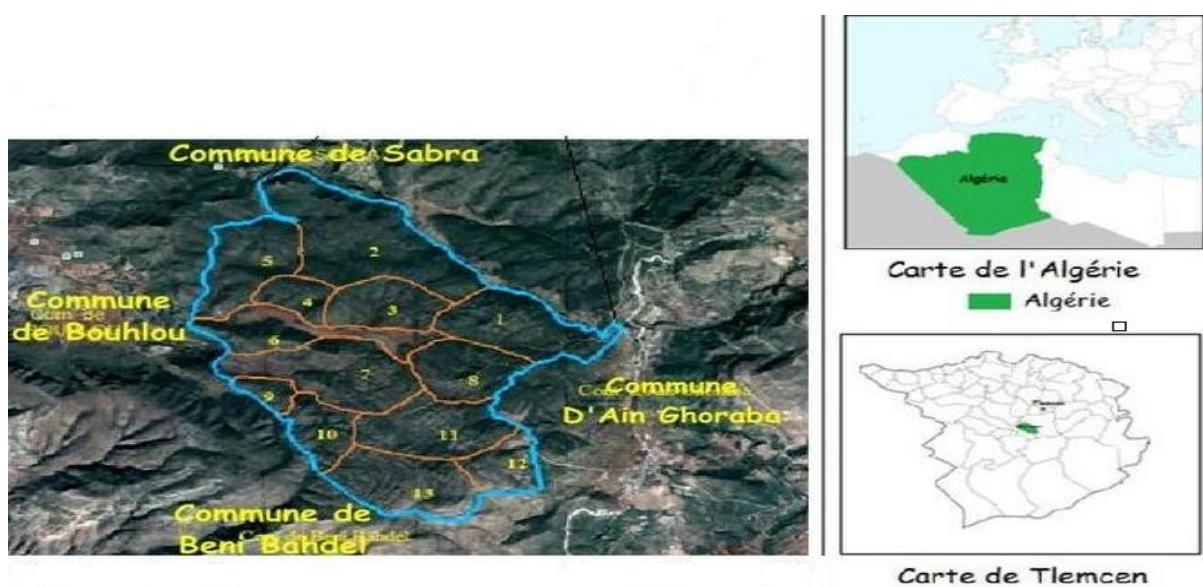 Commune de Sabra
Commune
de Bouhlou
Commune
D'Ain Ghoraba
Commune de
Beni Bahdel
5
2
4
3
1
6
7
8
9
10
11
12
13
Algérie
Carte de l'Algérie
Algérie
Carte de Tlemcen